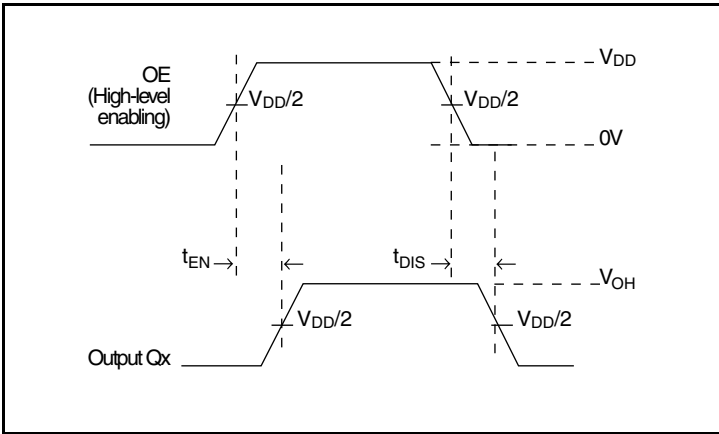 OE
(High-level
enabling)
VDD/2
VDD/2
VDD
0V
tEN
tDIS
VOH
VDD/2
VDD/2
Output Qx